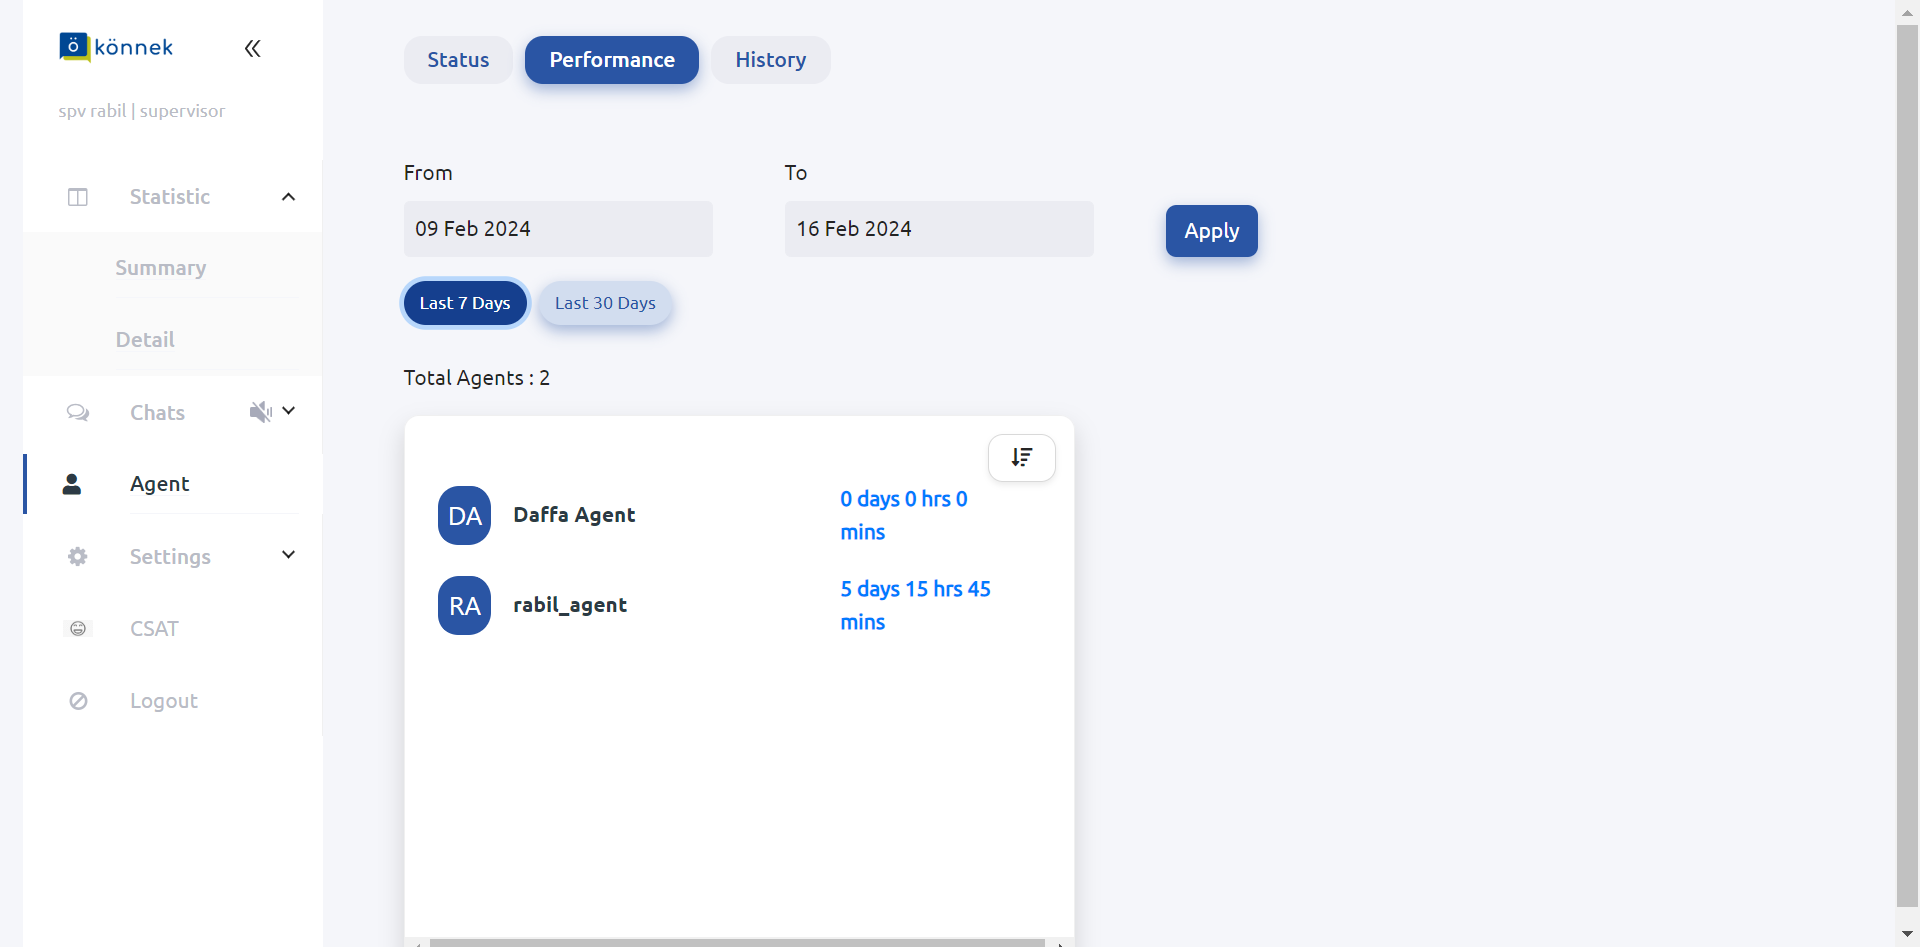 ö könnek
spv rabil | supervisor
Statistic
Summary
Detail
Chats
Agent
Settings
CSAT
Logout
Status
Performance
History
From
To
09 Feb 2024
16 Feb 2024
Apply
Last 7 Days
Last 30 Days
Total Agents : 2
DA
Daffa Agent
0 days 0 hrs 0
mins
RA
rabil_agent
5 days 15 hrs 45
mins